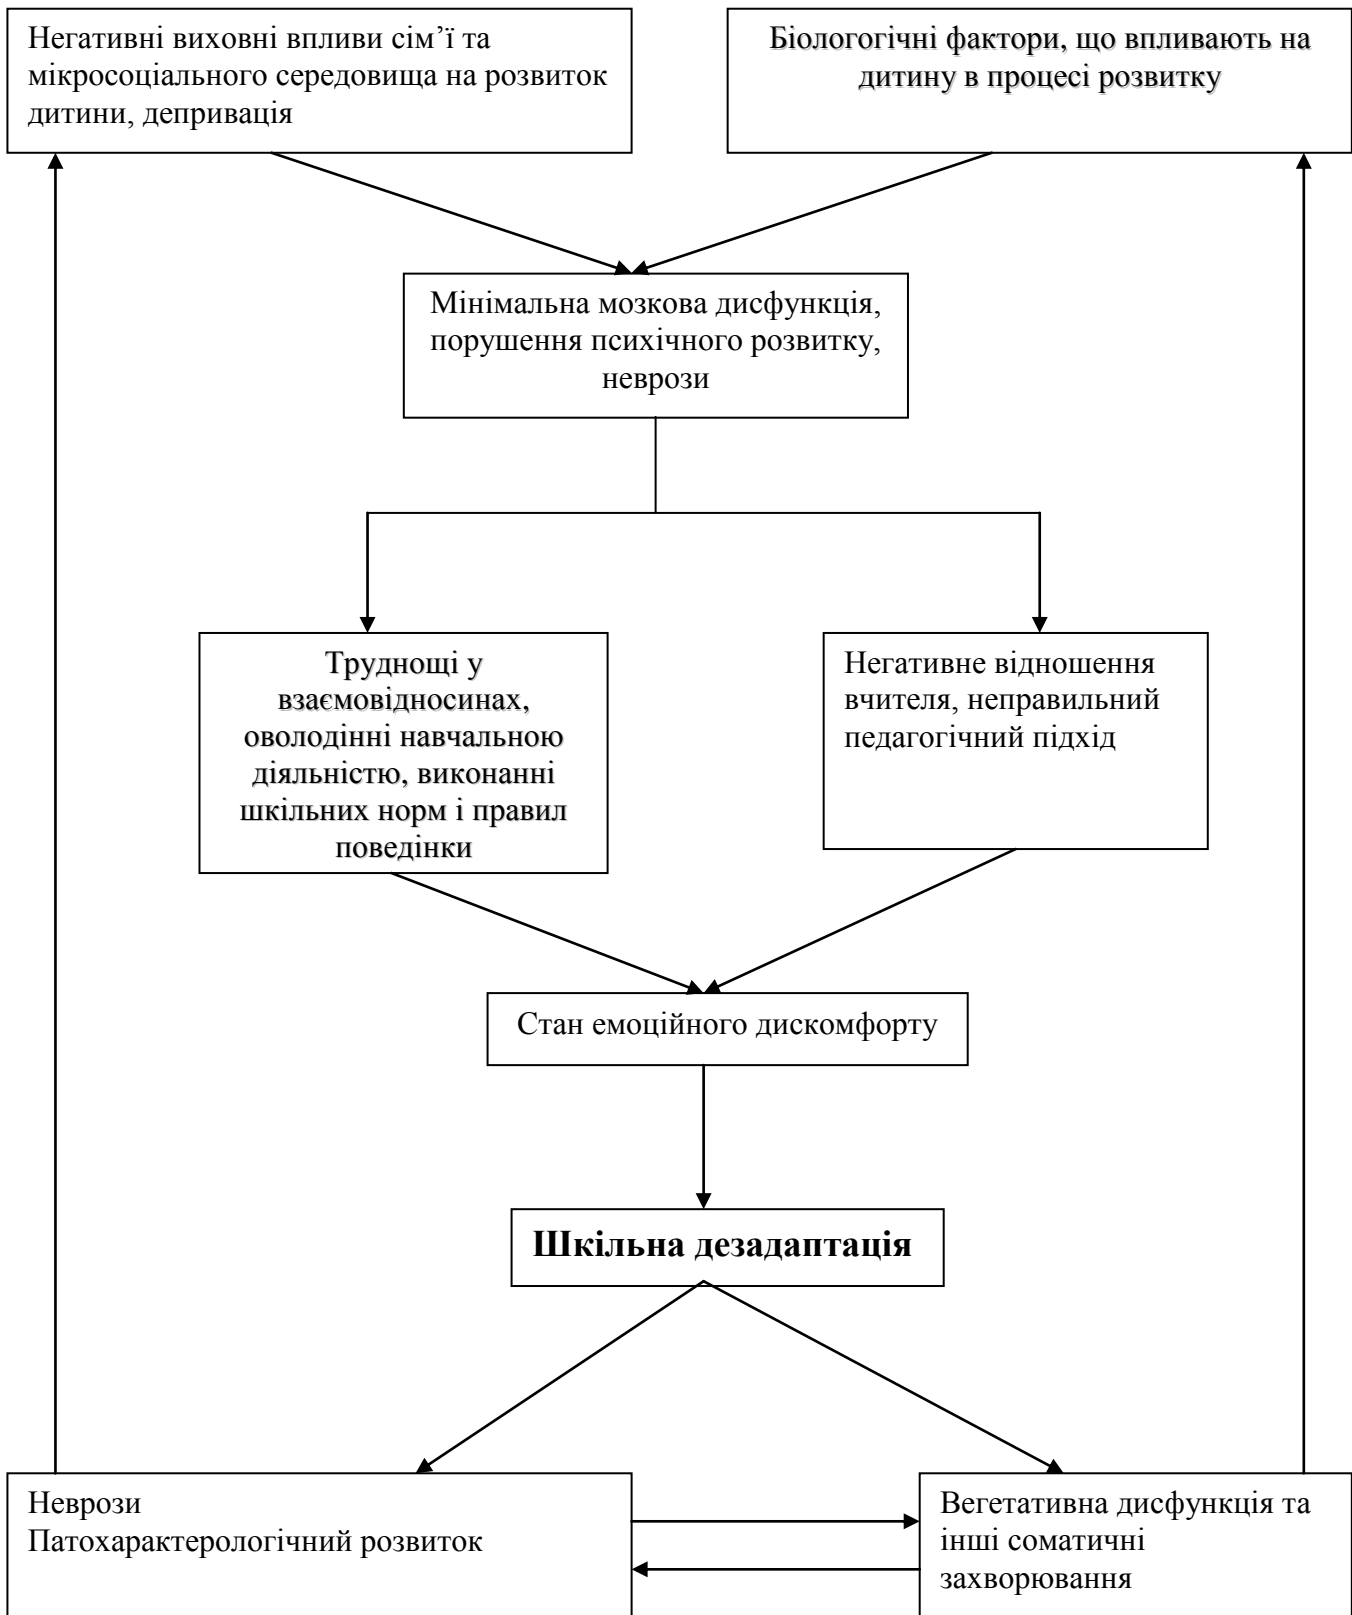 Негативні виховні впливи сім’ї та
мікросоціального середовища на розвиток
дитини, депривація
Біологогічні фактори, що впливають на
дитину в процесі розвитку
Мінімальна мозкова дисфункція,
порушення психічного розвитку,
неврози
Труднощі у
взаємовідносинах,
оволодінні навчальною
діяльністю, виконанні
шкільних норм і правил
поведінки
Негативне відношення
вчителя, неправильний
педагогічний підхід
Стан емоційного дискомфорту
Шкільна дезадаптація
Неврози
Патохарактерологічний розвиток
Вегетативна дисфункція та
інші соматичні
захворювання